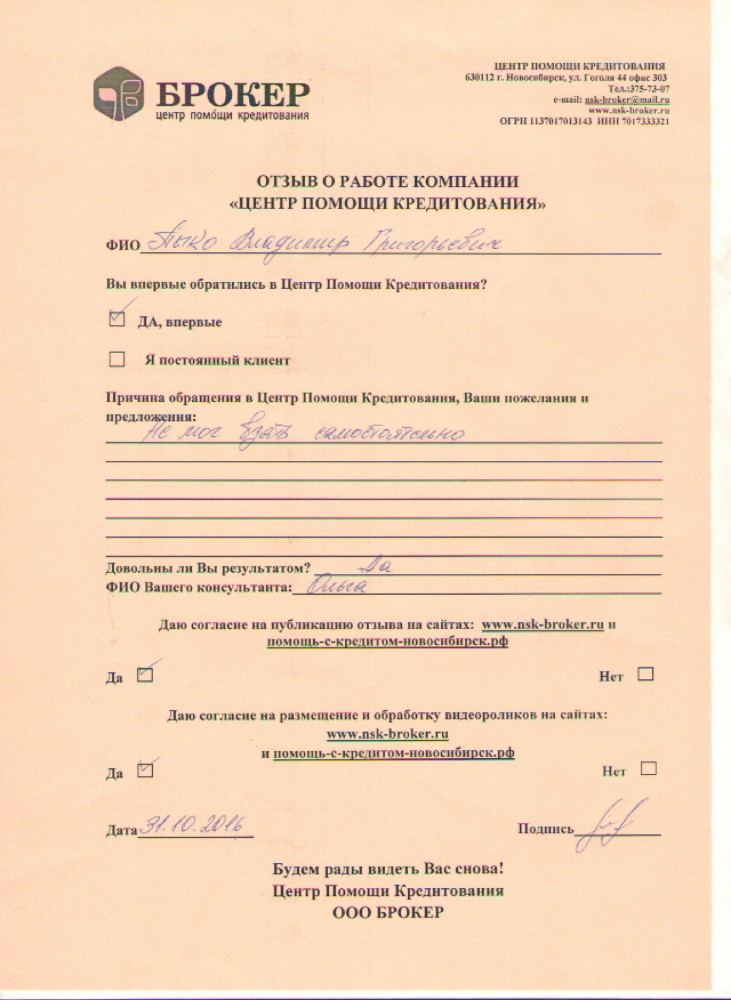 БРОКЕР
центр помощи кредитования
ЦЕНТР ПОМОЩИ КРЕДИТОВАНИЯ
630112 г. Новосибирск, ул. Гоголя 44 офис 303
Тел.:375-73-07
e-mail: nsk-broker@mail.ru
www.nsk-broker.ru
ОГРН 1137017013143 ИНН 7017333321
ОТЗЫВ О РАБОТЕ КОМПАНИИ
«ЦЕНТР ПОМОЩИ КРЕДИТОВАНИЯ»
ФИО Владимир Григорьевич
Вы впервые обратились в Центр Помощи Кредитования?
ДА, впервые
Я постоянный клиент
Причина обращения в Центр Помощи Кредитования, Ваши пожелания и
предложения:
Не мог взять самостоятельно
Довольны ли Вы результатом? Да
ФИО Вашего консультанта: Ольга
Даю согласие на публикацию отзыва на сайтах: www.nsk-broker.ru и
помощь-с-кредитом-новосибирск.рф
Да Нет
Даю согласие на размещение и обработку видеороликов на сайтах:
www.nsk-broker.ru
и помощь-с-кредитом-новосибирск.рф
Да Нет
Дата 31.10.2016 Подпись
Будем рады видеть Вас снова!
Центр Помощи Кредитования
ООО БРОКЕР